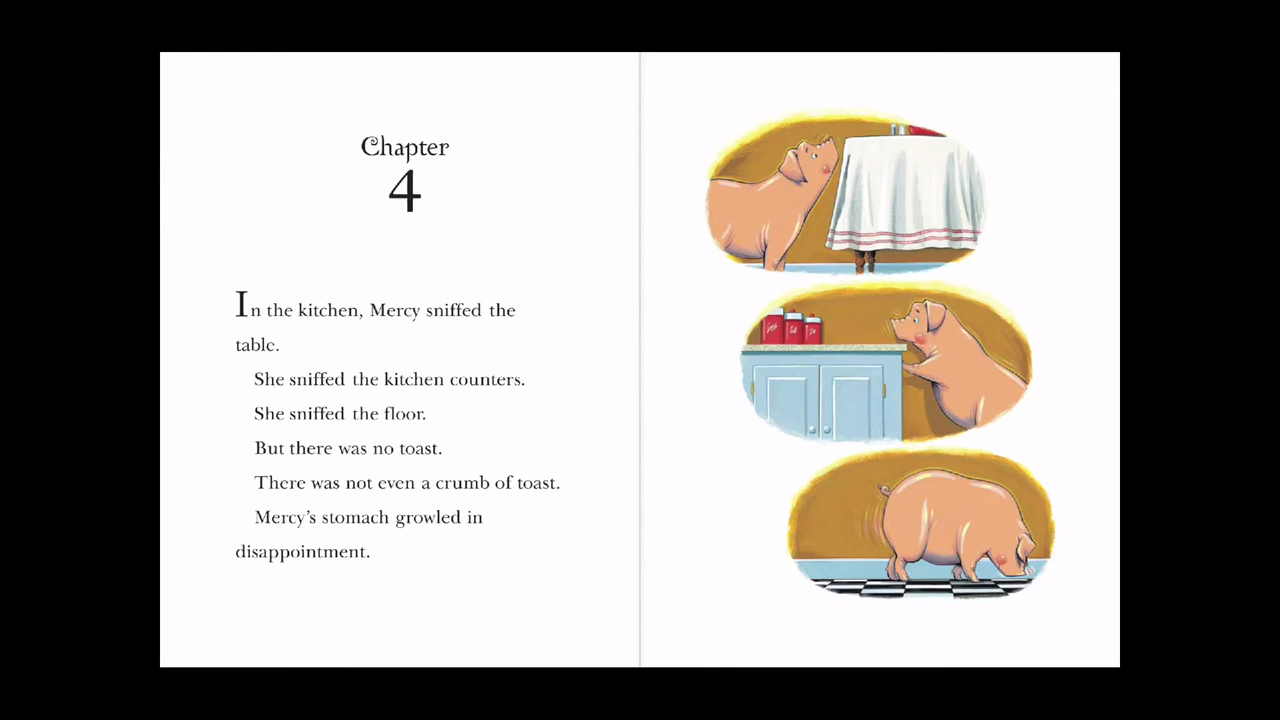 Chapter
4
In the kitchen, Mercy sniffed the
table.
She sniffed the kitchen counters.
She sniffed the floor.
But there was no toast.
There was not even a crumb of toast.
Mercy’s stomach growled in
disappointment.